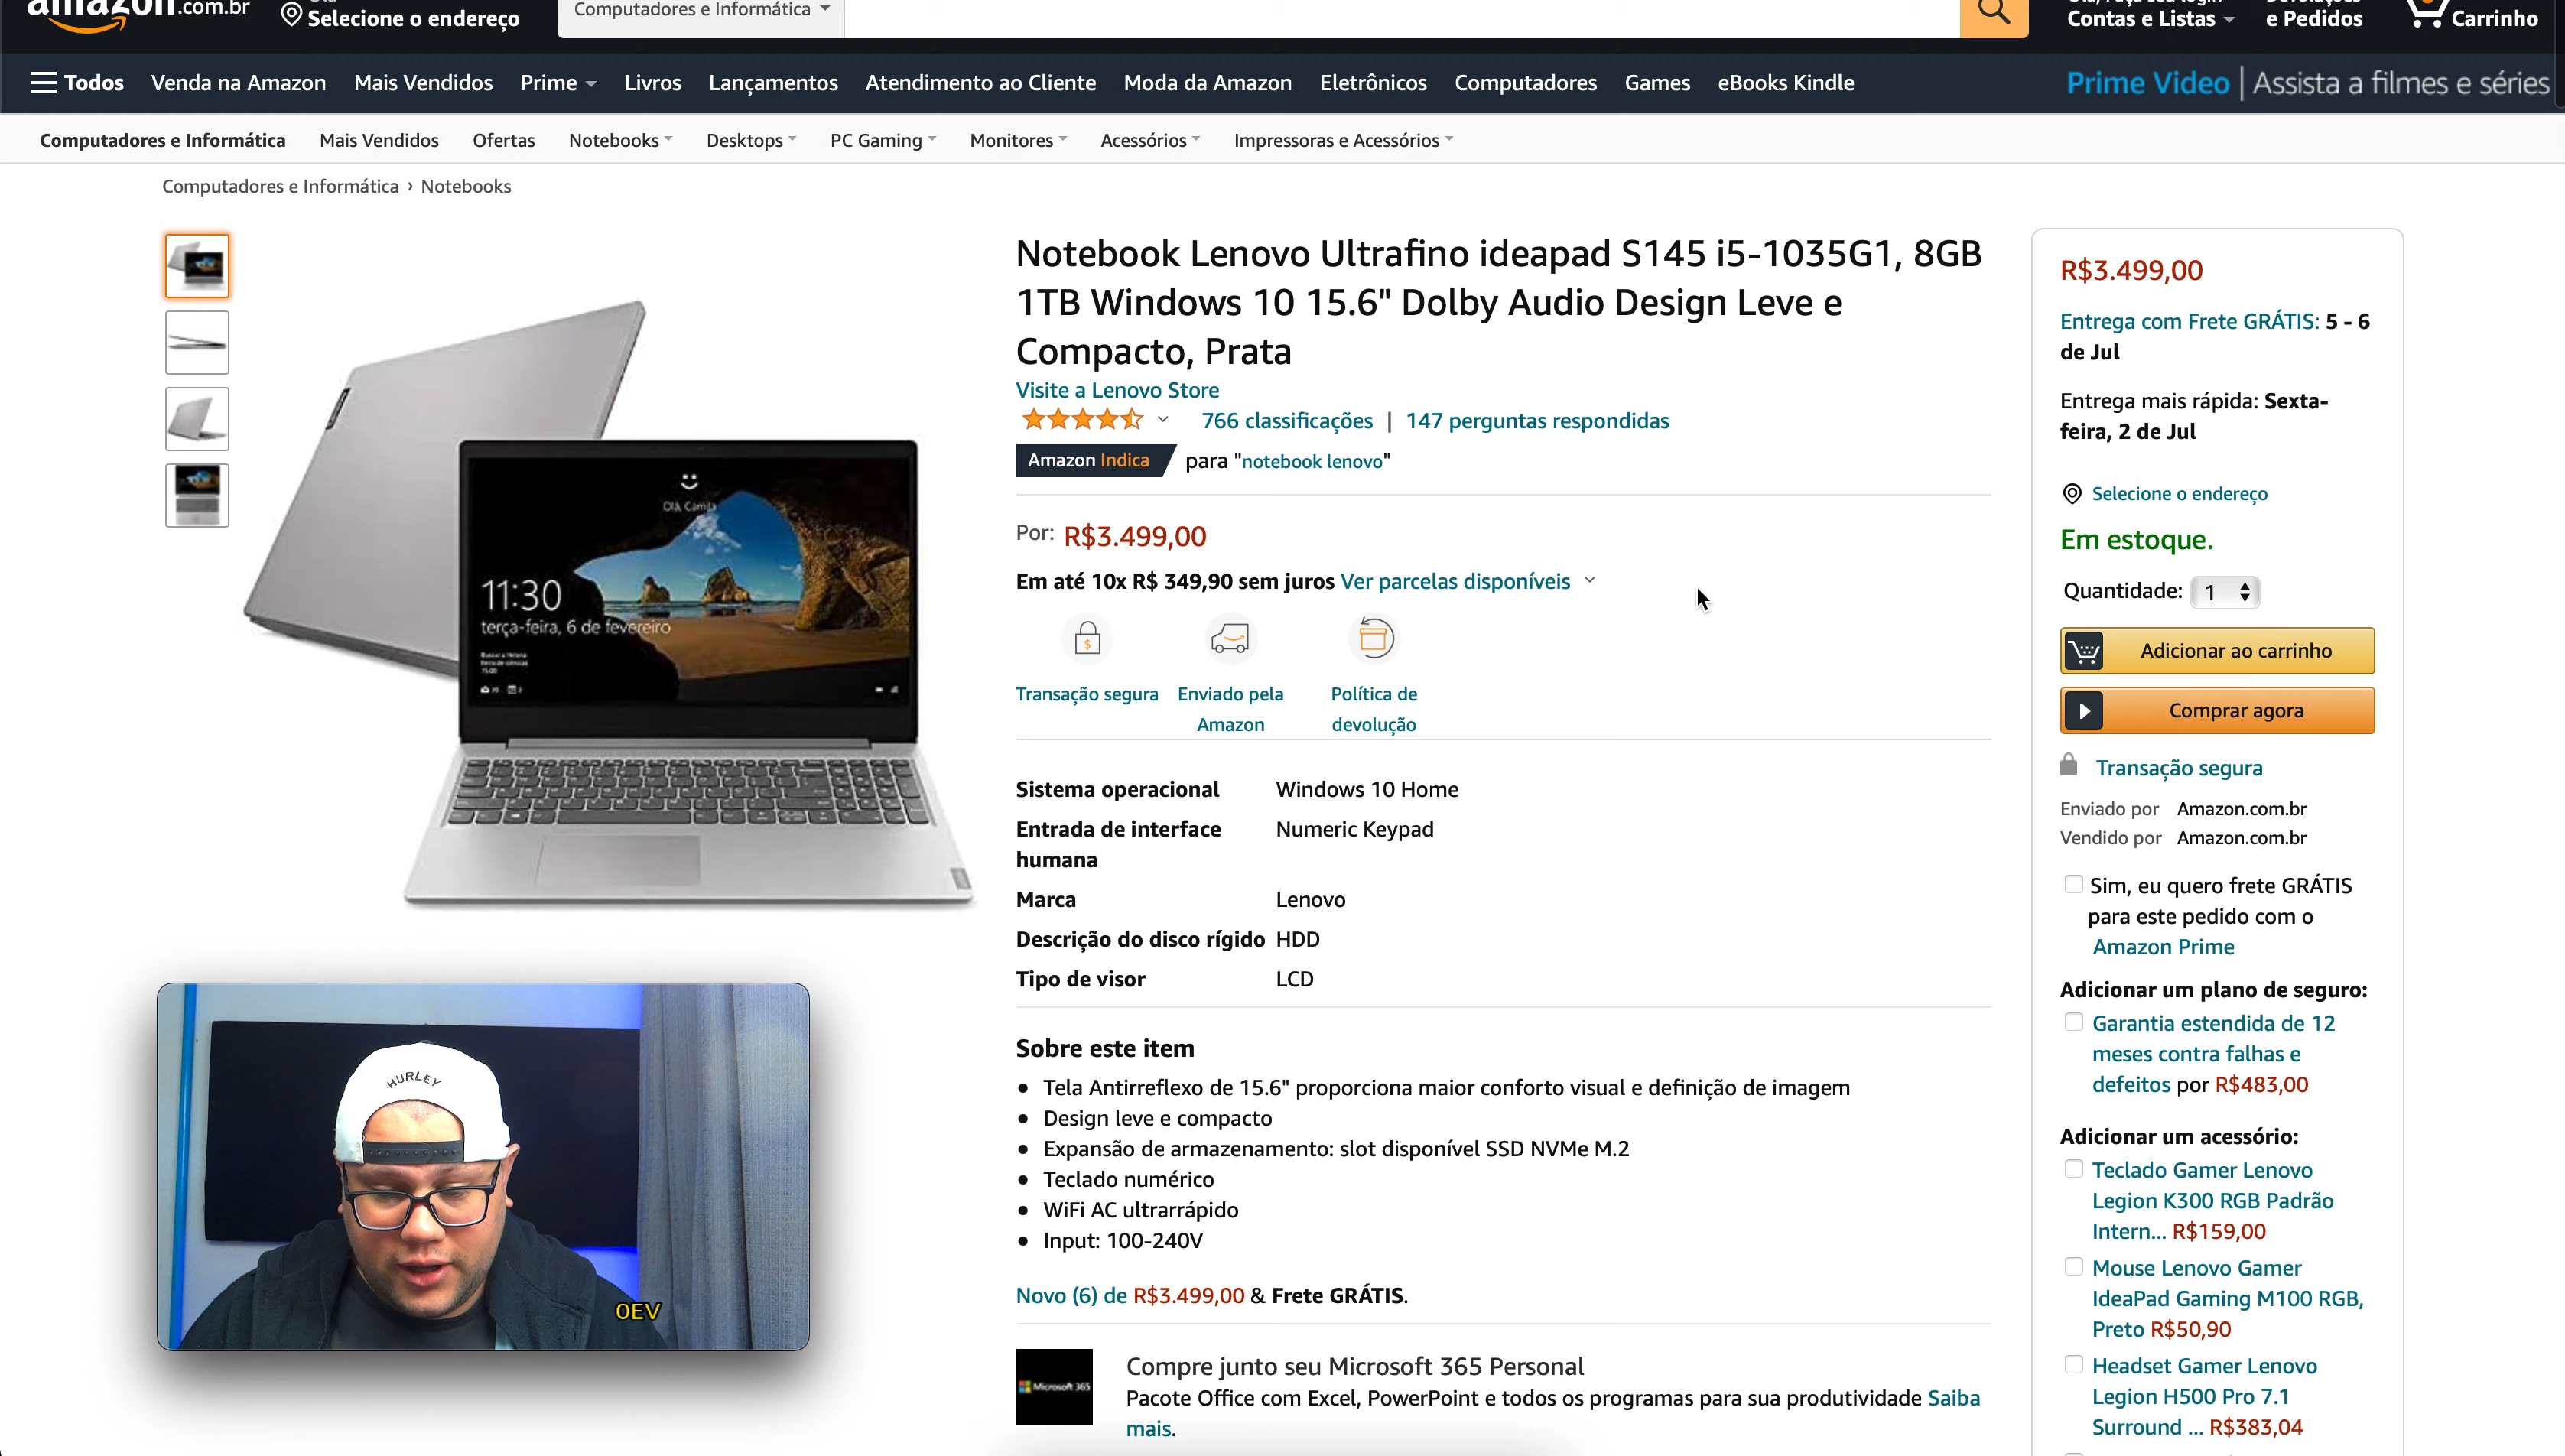 amazon.com.br
Selecione o endereço
Computadores e Informática
Contas e Listas
e Pedidos
Carrinho
Todos
Venda na Amazon
Mais Vendidos
Prime
Livros
Lançamentos
Atendimento ao Cliente
Moda da Amazon
Eletrônicos
Computadores
Games
eBooks Kindle
Prime Video | Assista a filmes e séries
Computadores e Informática
Mais Vendidos
Ofertas
Notebooks
Desktops
PC Gaming
Monitores
Acessórios
Impressoras e Acessórios
Computadores e Informática › Notebooks
Olá, Camila
11:30
terça-feira, 6 de fevereiro
HURLEY
OEV
Notebook Lenovo Ultrafino ideapad S145 i5-1035G1, 8GB
1TB Windows 10 15.6" Dolby Audio Design Leve e
Compacto, Prata
Visite a Lenovo Store
766 classificações | 147 perguntas respondidas
Amazon Indica para "notebook lenovo"
Por: R$3.499,00
Em até 10x R$ 349,90 sem juros Ver parcelas disponíveis
Transação segura
Enviado pela
Amazon
Política de
devolução
Sistema operacional Windows 10 Home
Entrada de interface Numeric Keypad
humana
Marca Lenovo
Descrição do disco rígido HDD
Tipo de visor LCD
Sobre este item
• Tela Antirreflexo de 15.6" proporciona maior conforto visual e definição de imagem
• Design leve e compacto
• Expansão de armazenamento: slot disponível SSD NVMe M.2
• Teclado numérico
• WiFi AC ultrarrápido
• Input: 100-240V
Novo (6) de R$3.499,00 & Frete GRÁTIS.
Microsoft 365
Compre junto seu Microsoft 365 Personal
Pacote Office com Excel, PowerPoint e todos os programas para sua produtividade Saiba
mais.
R$3.499,00
Entrega com Frete GRÁTIS: 5 - 6
de Jul
Entrega mais rápida: Sexta-
feira, 2 de Jul
Selecione o endereço
Em estoque.
Quantidade: 1
Adicionar ao carrinho
Comprar agora
Transação segura
Enviado por Amazon.com.br
Vendido por Amazon.com.br
Sim, eu quero frete GRÁTIS
para este pedido com o
Amazon Prime
Adicionar um plano de seguro:
Garantia estendida de 12
meses contra falhas e
defeitos por R$483,00
Adicionar um acessório:
Teclado Gamer Lenovo
Legion K300 RGB Padrão
Intern... R$159,00
Mouse Lenovo Gamer
IdeaPad Gaming M100 RGB,
Preto R$50,90
Headset Gamer Lenovo
Legion H500 Pro 7.1
Surround ... R$383,04